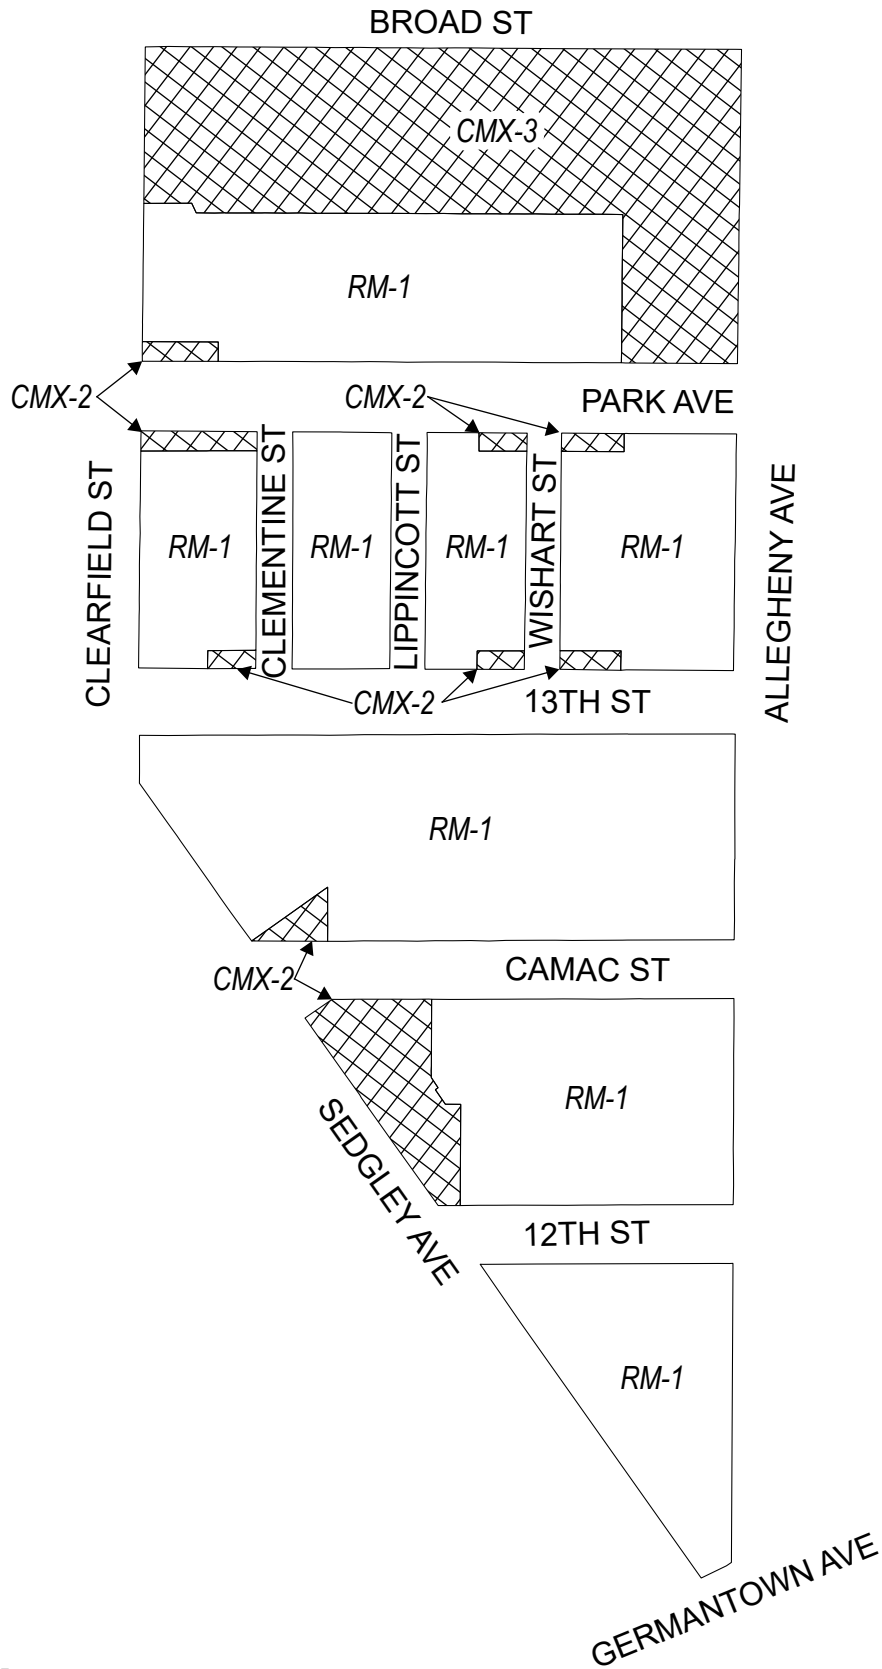 BROAD ST
CMX-3
RM-1
CMX-2
CMX-2
PARK AVE
CLEARFIELD ST
RM-1
CLEMENTINE ST
RM-1
LIPPINCOTT ST
RM-1
WISHART ST
RM-1
ALLEGHENY AVE
CMX-2
13TH ST
RM-1
CMX-2
CAMAC ST
RM-1
SEDGLEY AVE
12TH ST
RM-1
GERMANTOWN AVE